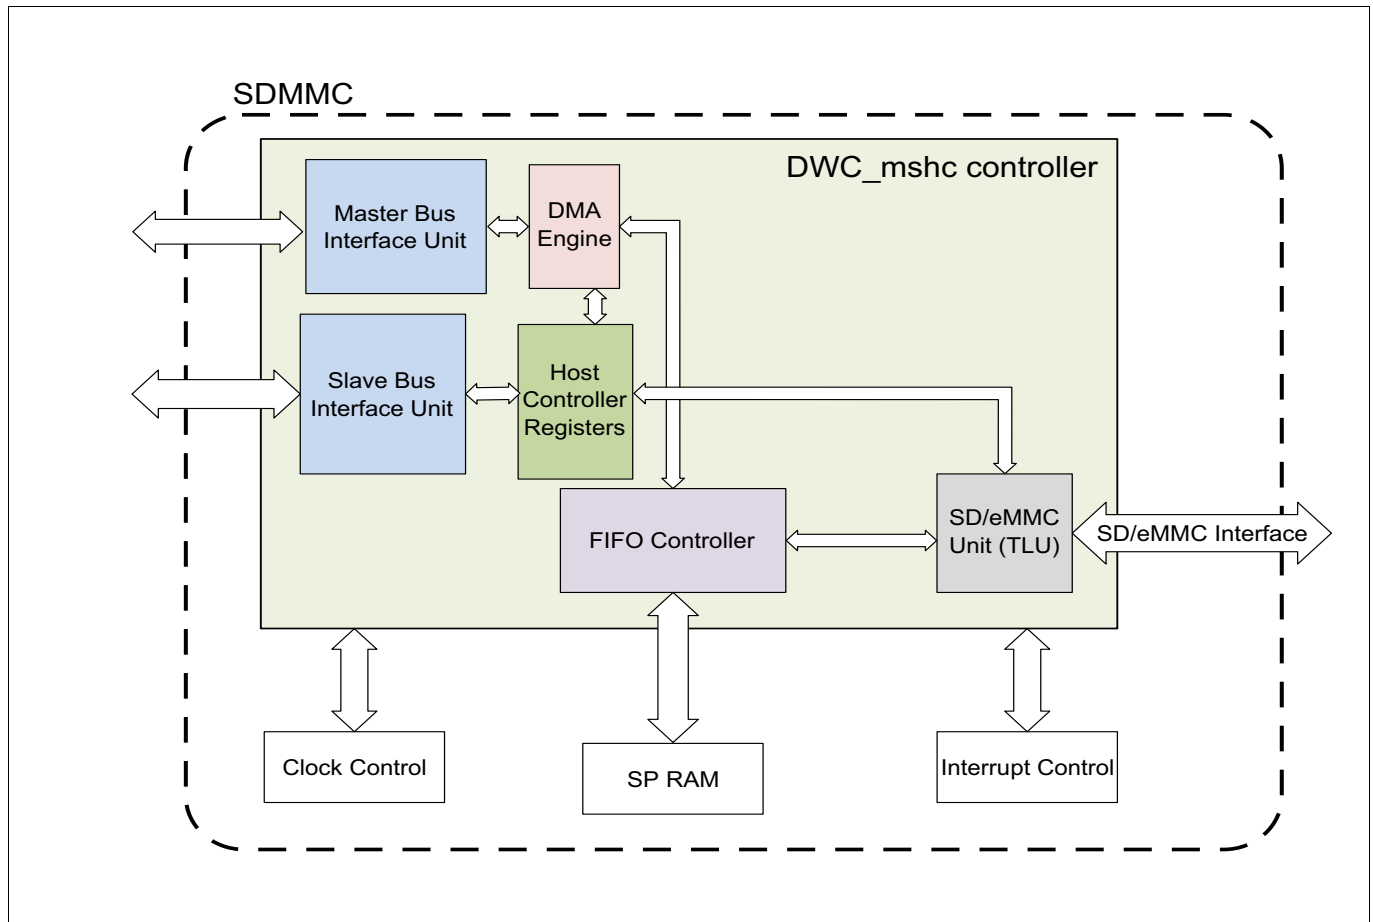 SDMMC
DWC_mshc controller
Master Bus
Interface Unit
DMA
Engine
Slave Bus
Interface Unit
Host
Controller
Registers
FIFO Controller
SD/eMMC
Unit (TLU)
SD/eMMC Interface
Clock Control
SP RAM
Interrupt Control